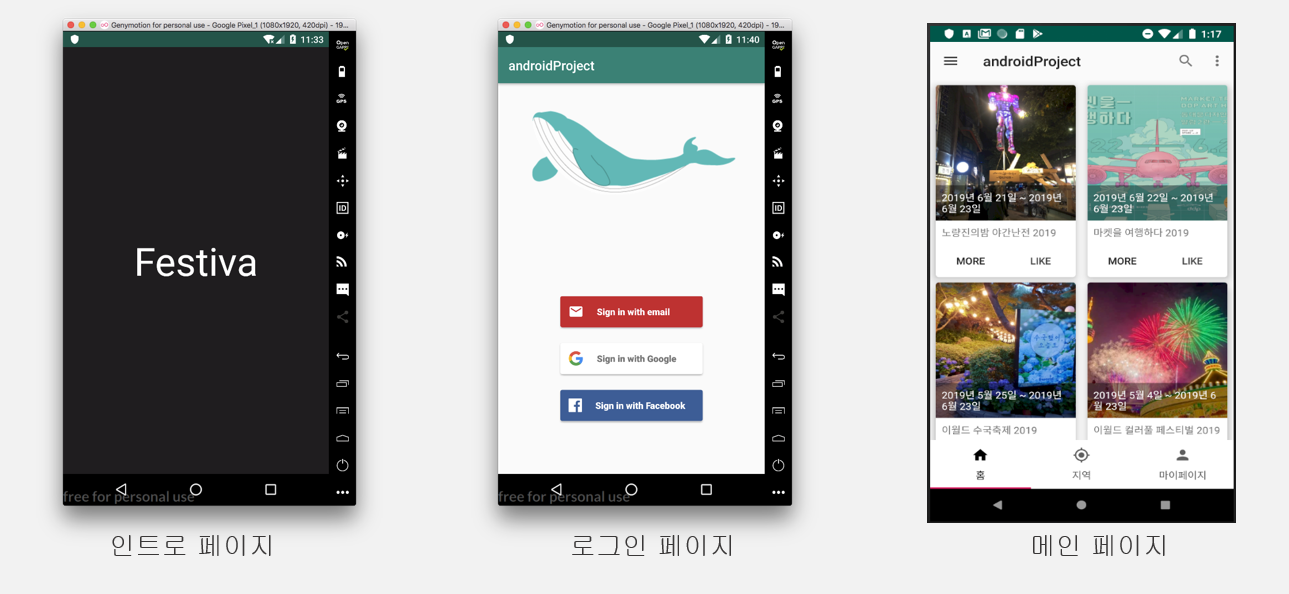 Genymotion for personal use - Google Pixel_1 (1080x1920, 420dpi) - 19...
11:33
Open
GAPPS
GPS
ID
Festiva
free for personal use
인트로 페이지
Genymotion for personal use - Google Pixel_1 (1080x1920, 420dpi) - 19...
11:40
androidProject
Open
GAPPS
GPS
ID
Sign in with email
Sign in with Google
Sign in with Facebook
free for personal use
로그인 페이지
1:17
androidProject
2019년 6월 21일 ~ 2019년
6월 23일
노량진의밤 야간난전 2019
MORE
LIKE
2019년 6월 22일 ~ 2019년
6월 23일
마켓을 여행하다 2019
MORE
LIKE
2019년 5월 25일 ~ 2019년
6월 23일
이월드 수국축제 2019
2019년 5월 4일 ~ 2019년 6
월 23일
이월드 컬러풀 페스티벌 2019
홈
지역
마이페이지
메인 페이지